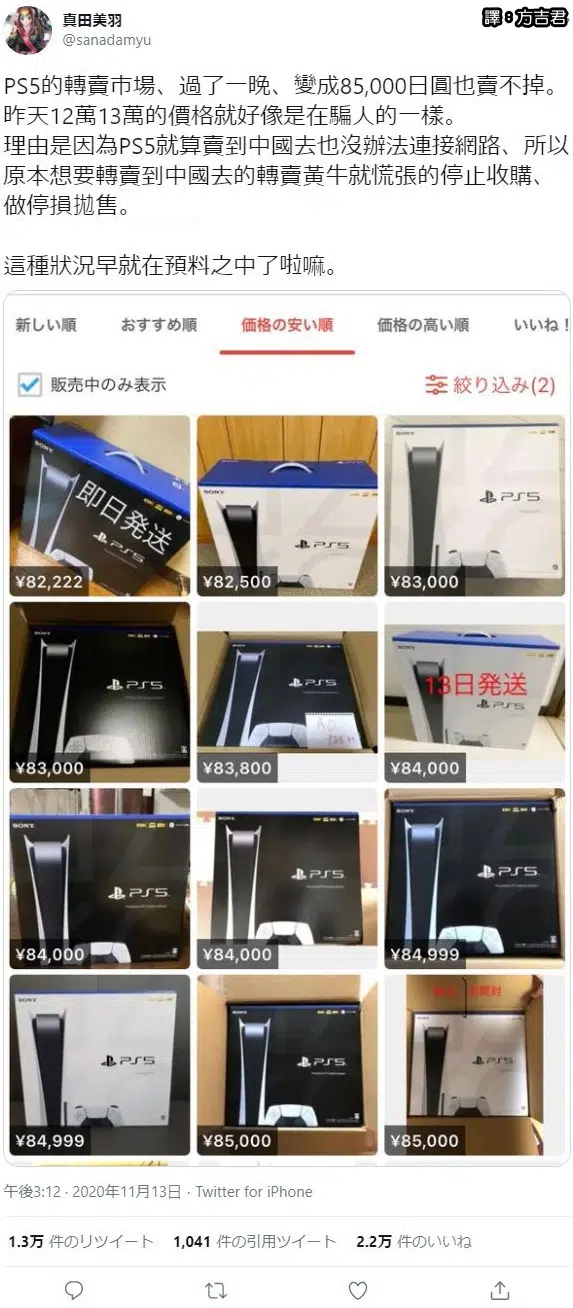 真田美羽
@sanadamyu
譯:方吉君
PS5的轉賣市場、過了一晚、變成85,000日圓也賣不掉。
昨天12萬13萬的價格就好像是在騙人的一樣。
理由是因為PS5就算賣到中國去也沒辦法連接網路、所以
原本想要轉賣到中國去的轉賣黃牛就慌張的停止收購、
做停損拋售。
這種狀況早就在預料之中了啦嘛。
新しい順 おすすめ順 価格の安い順 価格の高い順 いいね!
販売中のみ表示 絞り込み(2)
SONY 即日発送 PS5 ¥82,222
SONY PS5 ¥82,500
SONY PS5 ¥83,000
SONY PS5 ¥83,000
SONY PS5 ¥83,800
SONY 13日発送 PS5 ¥84,000
SONY PS5 ¥84,000
SONY PS5 ¥84,000
SONY PS5 ¥84,999
SONY PS5 ¥84,999
SONY PS5 ¥85,000
PS5 ¥85,000
午後3:12 · 2020年11月13日 · Twitter for iPhone
1.3万 件のリツイート 1,041 件の引用ツイート 2.2万 件のいいね